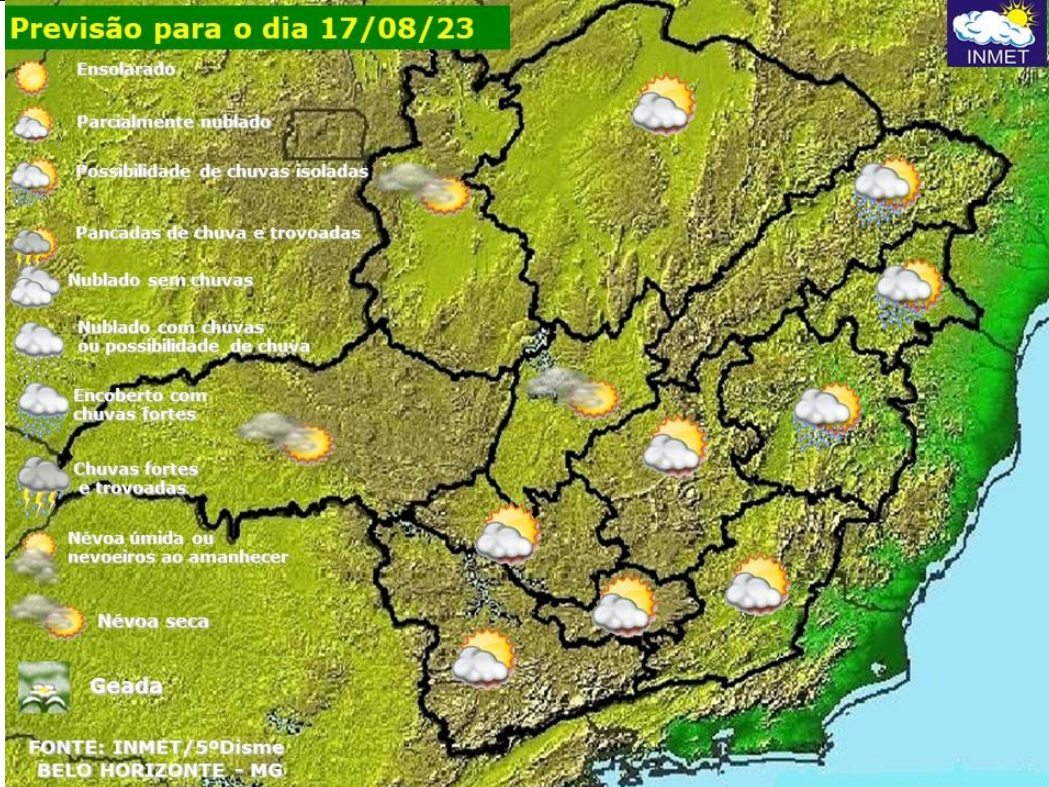 Previsão para o dia 17/08/23
INMET
Ensolarado
Parcialmente nublado
Possibilidade de chuvas isoladas
Pancadas de chuva e trovoadas
Nublado sem chuvas
Nublado com chuvas
ou possibilidade de chuva
Encoberto com
chuvas fortes
Chuvas fortes
e trovoadas
Névoa úmida ou
nevoeiros ao amanhecer
Névoa seca
Geada
FONTE: INMET/5ºDisme
BELO HORIZONTE - MG